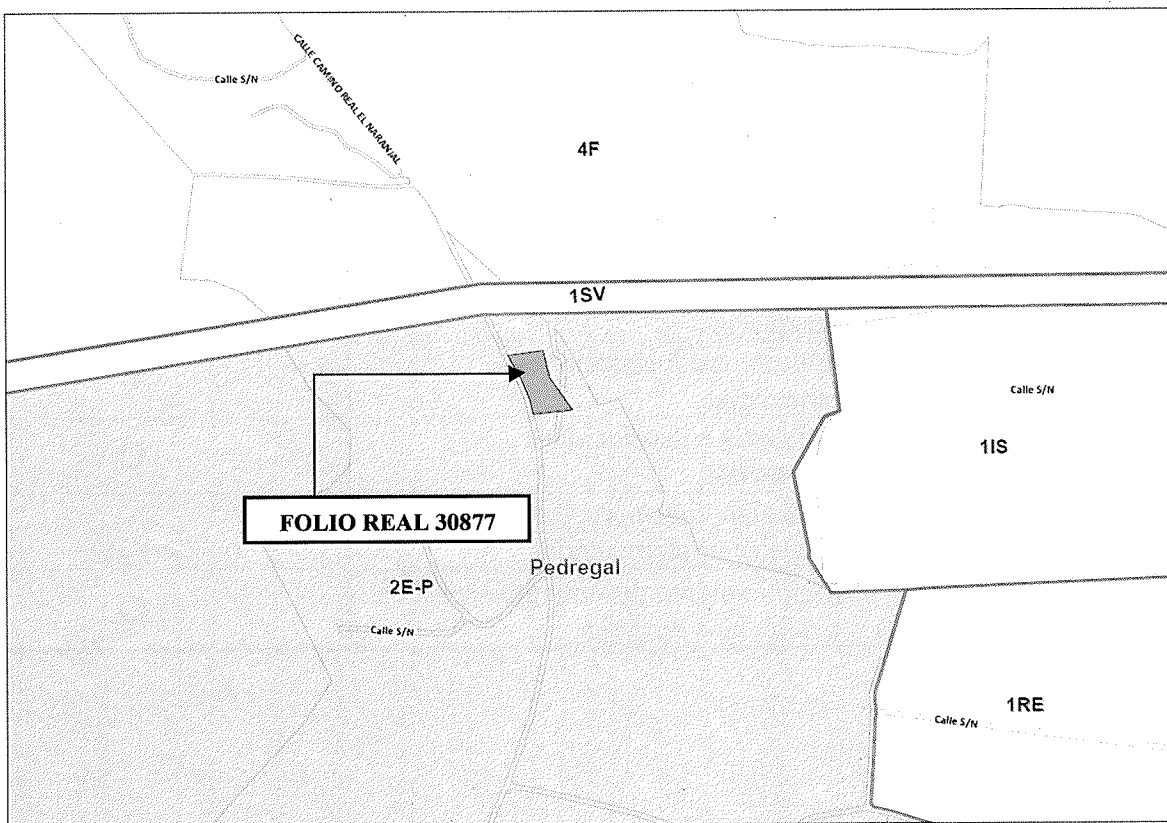 Calle S/N
CALLE CAMINO REAL EL NARANJAL
4F
1SV
Calle S/N
1IS
FOLIO REAL 30877
Pedregal
2E-P
Calle S/N
1RE
Calle S/N